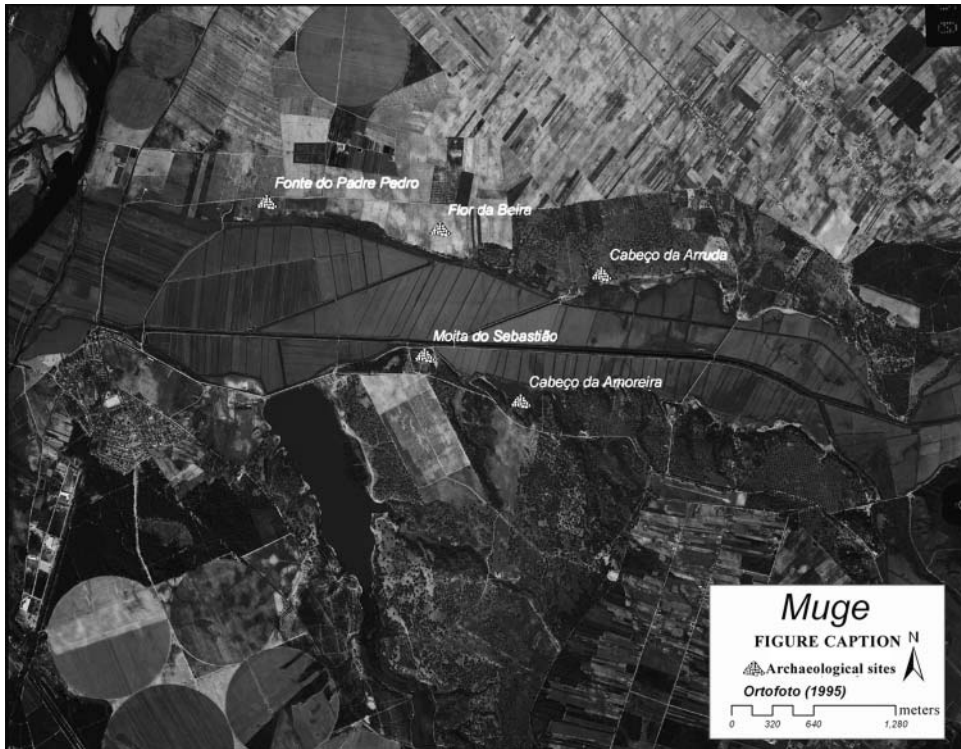 Fonte do Padre Pedro
Flor da Beira
Cabeço da Arruda
Moita do Sebastião
Cabeço da Amoreira
Muge
FIGURE CAPTION N
Archaeological sites
Ortofoto (1995)
meters
0 320 640 1,280